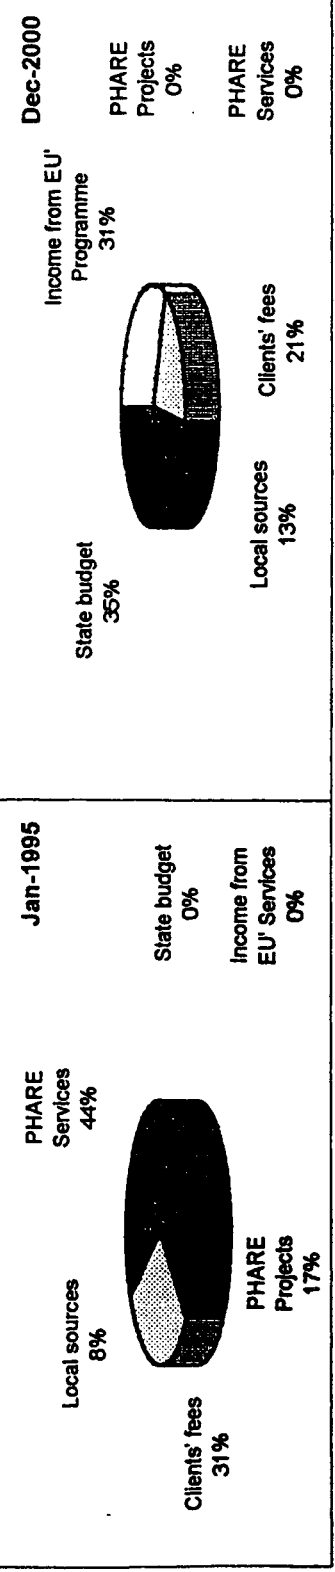 Jan-1995
PHARE
Services
44%
Local sources
8%
State budget
0%
Clients' fees
31%
PHARE
Projects
17%
Income from
EU' Services
0%
Dec-2000
Income from EU'
Programme
31%
State budget
35%
PHARE
Projects
0%
Local sources
13%
Clients' fees
21%
PHARE
Services
0%